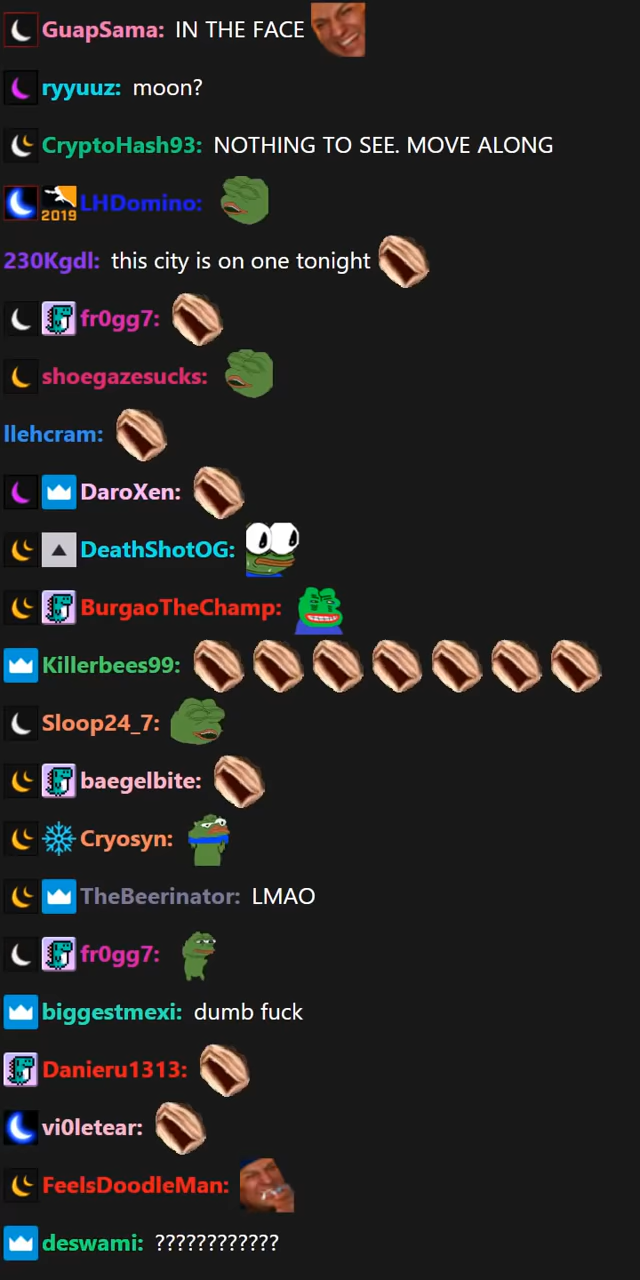 GuapSama: IN THE FACE
ryyuuz: moon?
CryptoHash93: NOTHING TO SEE. MOVE ALONG
2019 LHDomino:
230Kgdl: this city is on one tonight
fr0gg7:
shoegazesucks:
llehcram:
DaroXen:
DeathShotOG:
BurgaoTheChamp:
Killerbees99:
Sloop24_7:
baegelbite:
Cryosyn:
TheBeerinator: LMAO
fr0gg7:
biggestmexi: dumb fuck
Danieru1313:
vi0letear:
FeelsDoodleMan:
deswami: ????????????